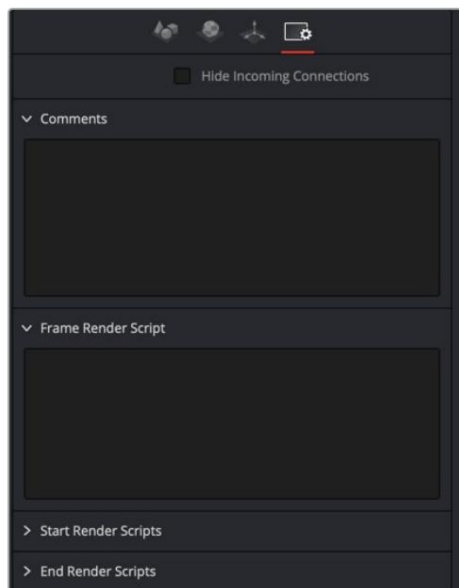 Hide Incoming Connections
Comments
Frame Render Script
Start Render Scripts
End Render Scripts